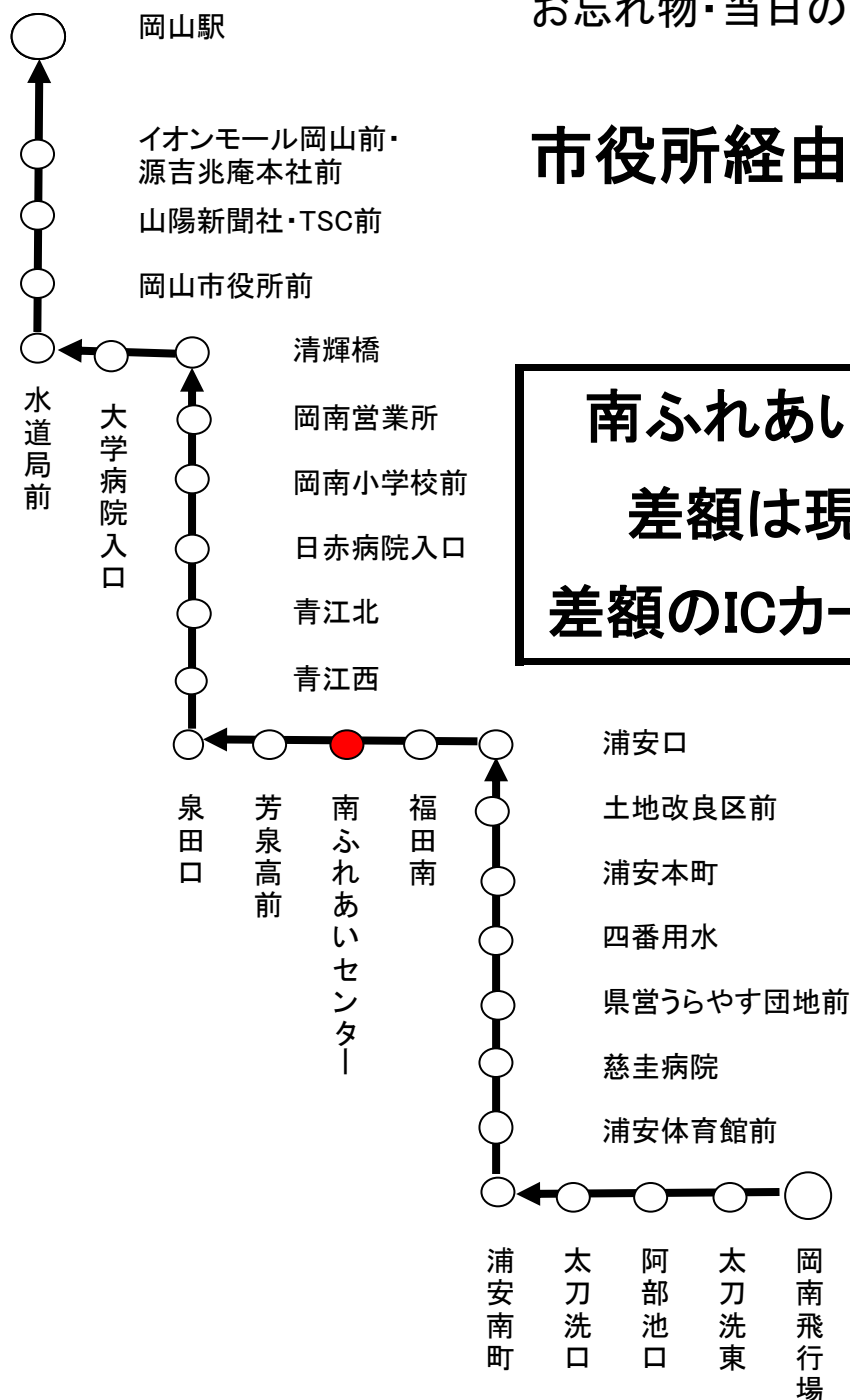 お忘れ物・当日の
岡山駅
市役所経由
イオンモール岡山前・
源吉兆庵本社前
山陽新聞社・TSC前
岡山市役所前
清輝橋
水道局前
大学病院入口
岡南営業所
岡南小学校前
日赤病院入口
青江北
青江西
南ふれあい
差額は現
差額のICカー
浦安口
泉田口
芳泉高前
南ふれあいセンター
福田南
土地改良区前
浦安本町
四番用水
県営うらやす団地前
慈圭病院
浦安体育館前
浦安南町
太刀洗口
阿部池口
太刀洗東
岡南飛行場